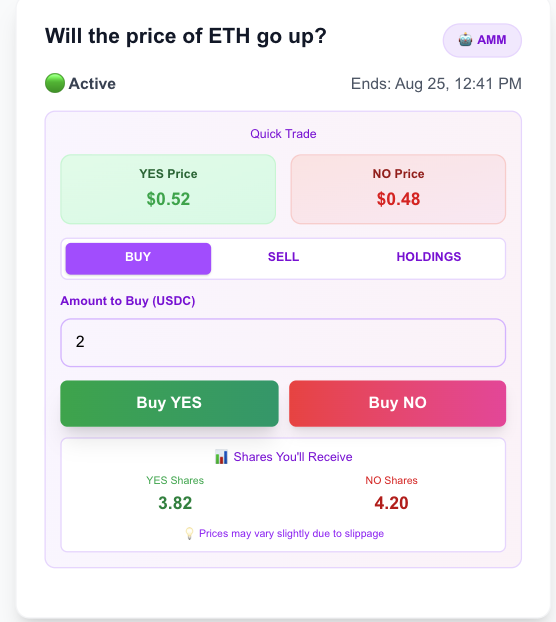 Will the price of ETH go up?
🤖 AMM
🟢 Active
Ends: Aug 25, 12:41 PM
Quick Trade
YES Price
$0.52
NO Price
$0.48
BUY
SELL
HOLDINGS
Amount to Buy (USDC)
2
Buy YES
Buy NO
📊 Shares You'll Receive
YES Shares
3.82
NO Shares
4.20
💡 Prices may vary slightly due to slippage